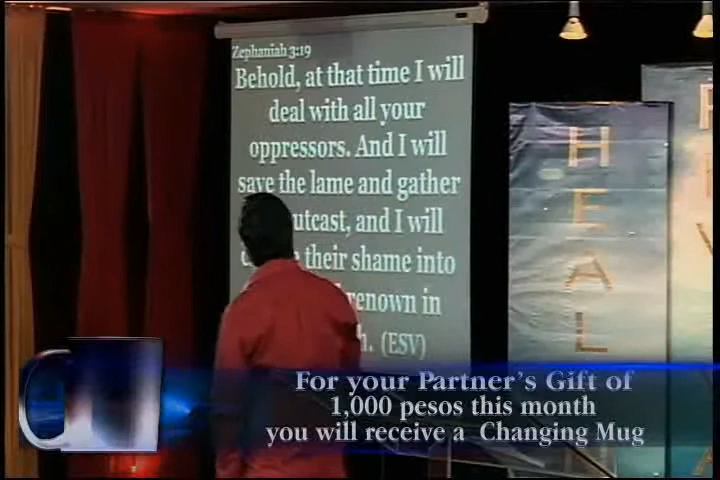 Zephaniah 3:19
Behold, at that time I will
deal with all your
oppressors. And I will
save the lame and gather
utcast, and I will
their shame into
renown in
h. (ESV)
HEAL
For your Partner's Gift of
1,000 pesos this month
you will receive a Changing Mug